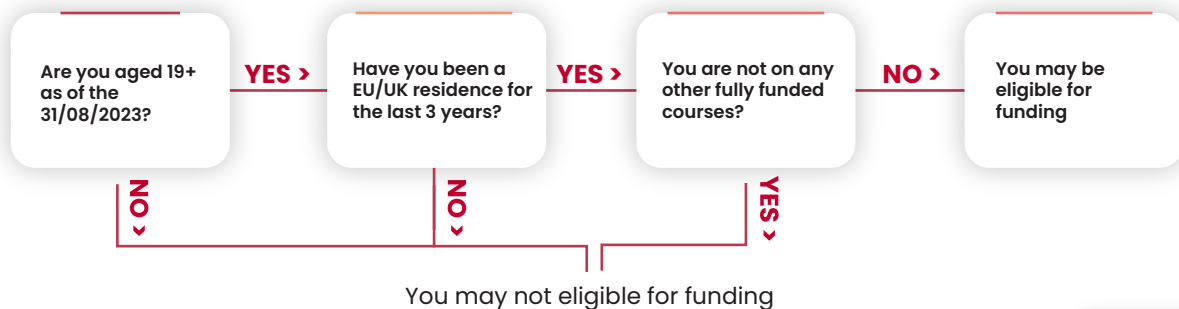 Are you aged 19+
as of the
31/08/2023?
YES >
Have you been a
EU/UK residence for
the last 3 years?
YES >
You are not on any
other fully funded
courses?
NO >
You may be
eligible for
funding
NO >
NO >
YES >
You may not eligible for funding